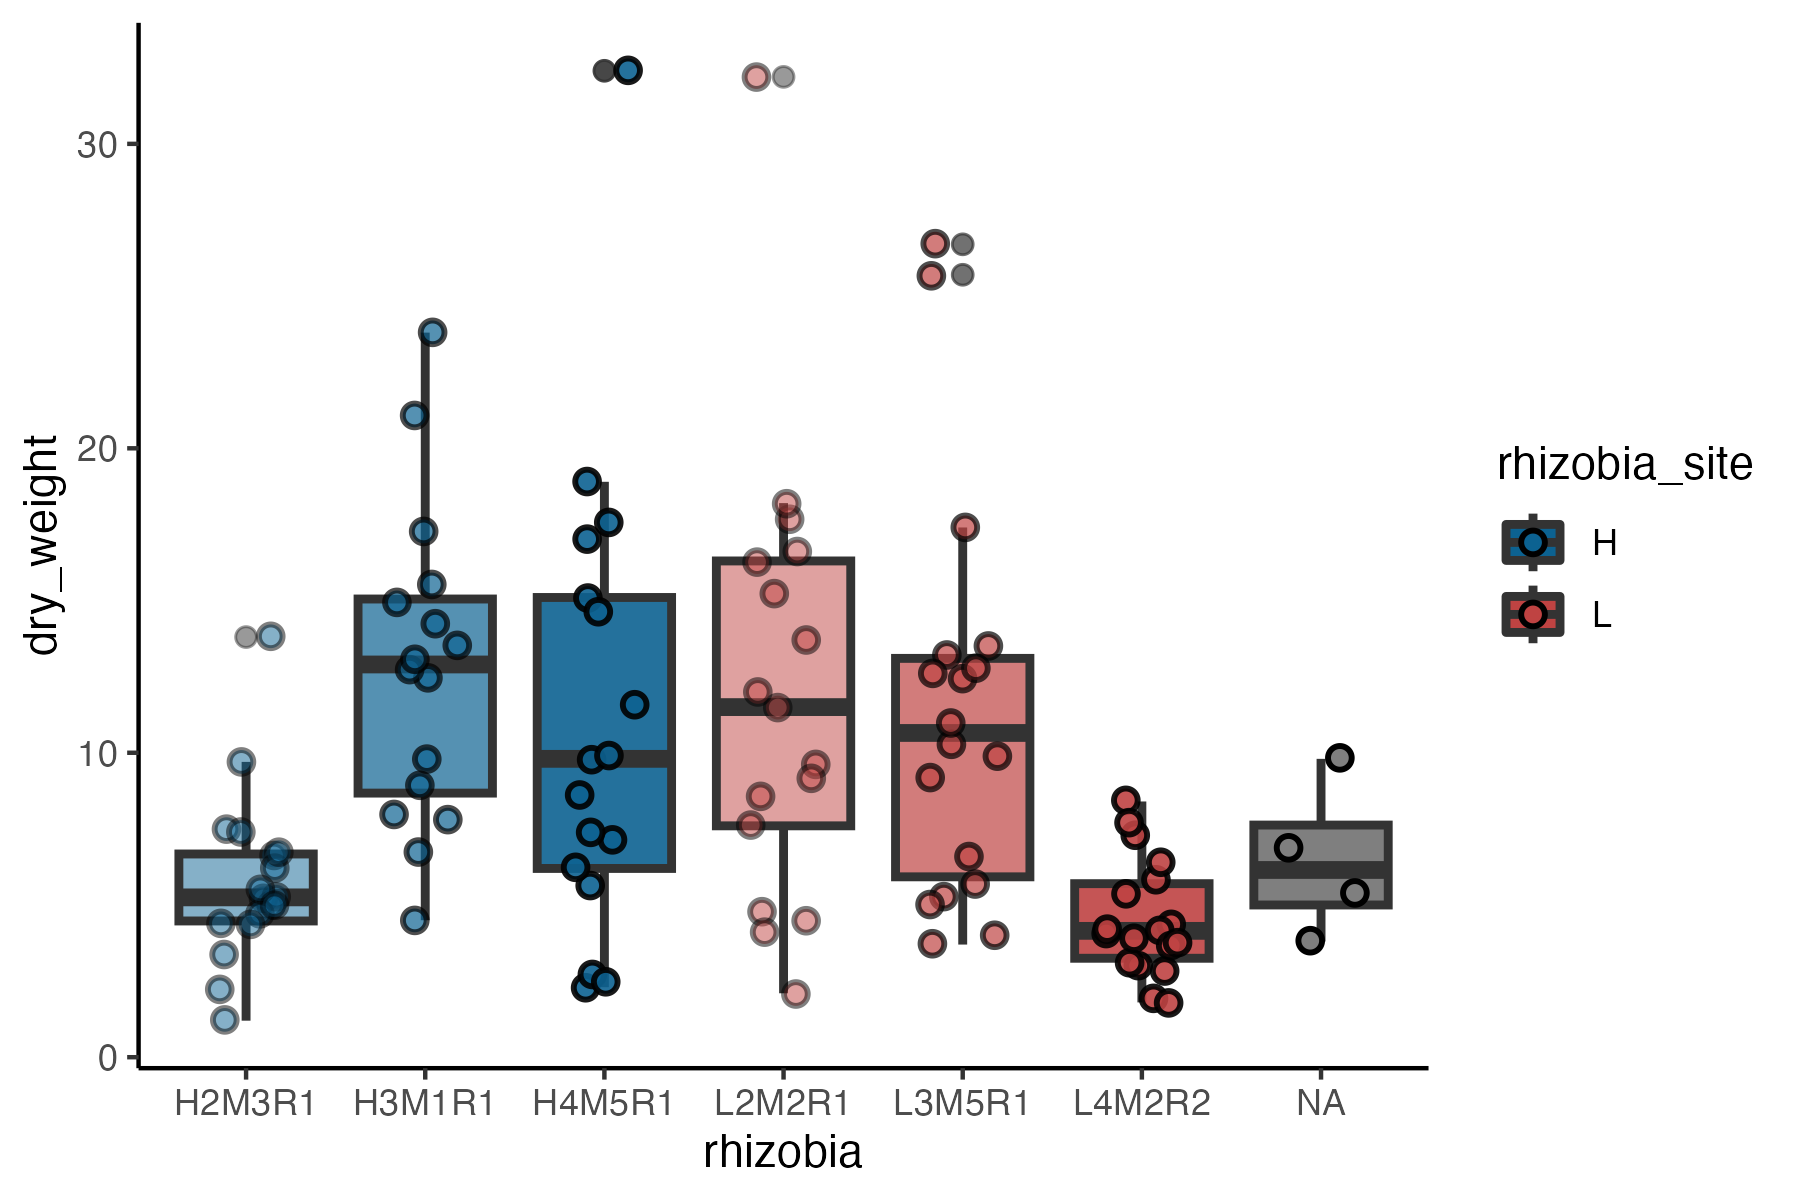 30
20
10
0
dry_weight
H2M3R1
H3M1R1
H4M5R1
L2M2R1
L3M5R1
L4M2R2
NA
rhizobia
rhizobia_site
H
L